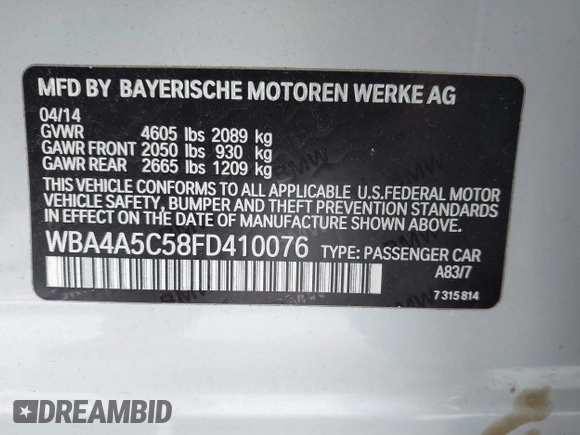 MFD BY BAYERISCHE MOTOREN WERKE AG
04/14
GVWR 4605 lbs 2089 kg
GAWR FRONT 2050 lbs 930 kg
GAWR REAR 2665 lbs 1209 kg
THIS VEHICLE CONFORMS TO ALL APPLICABLE U.S.FEDERAL MOTOR
VEHICLE SAFETY, BUMPER AND THEFT PREVENTION STANDARDS
IN EFFECT ON THE DATE OF MANUFACTURE SHOWN ABOVE.
WBA4A5C58FD410076 TYPE: PASSENGER CAR
A83/7
7 315 814
DREAMBID